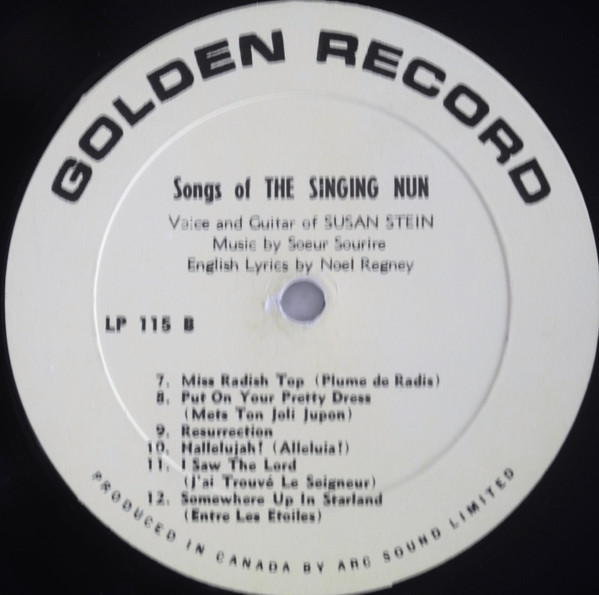 GOLDEN RECORD
Songs of THE SINGING NUN
Voice and Guitar of SUSAN STEIN
Music by Soeur Sourire
English Lyrics by Noel Regney
LP 115 B
7. Miss Radish Top (Plume de Radis)
8. Put On Your Pretty Dress
(Mets Ton Joli Jupon)
9. Resurrection
10. Hallelujah! (Alleluia!)
11. I Saw The Lord
(J'ai Trouvé Le Seigneur)
12. Somewhere Up In Starland
(Entre Les Etoiles)
PRODUCED IN CANADA BY ARC SOUND LIMITED